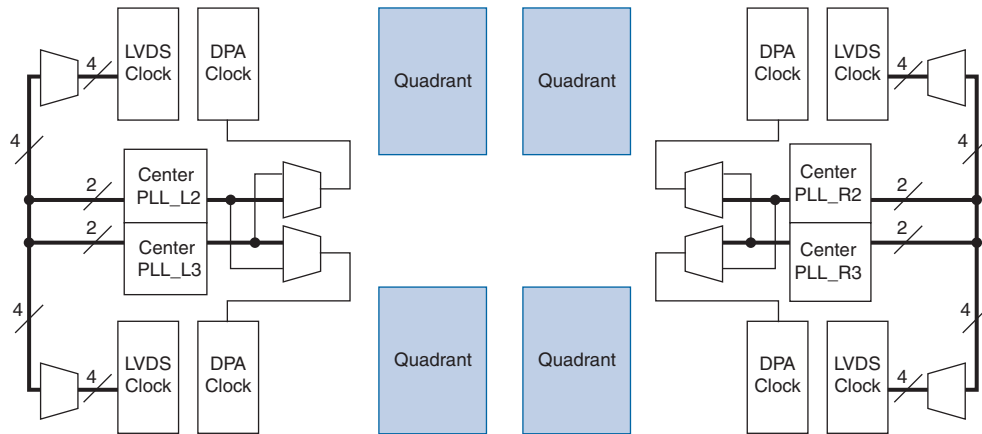 4
LVDS
Clock
DPA
Clock
Quadrant
Quadrant
DPA
Clock
LVDS
Clock
4
4
4
2
Center
PLL_L2
Center
PLL_R2
2
2
Center
PLL_L3
Center
PLL_R3
2
4
4
4
LVDS
Clock
DPA
Clock
Quadrant
Quadrant
DPA
Clock
LVDS
Clock
4